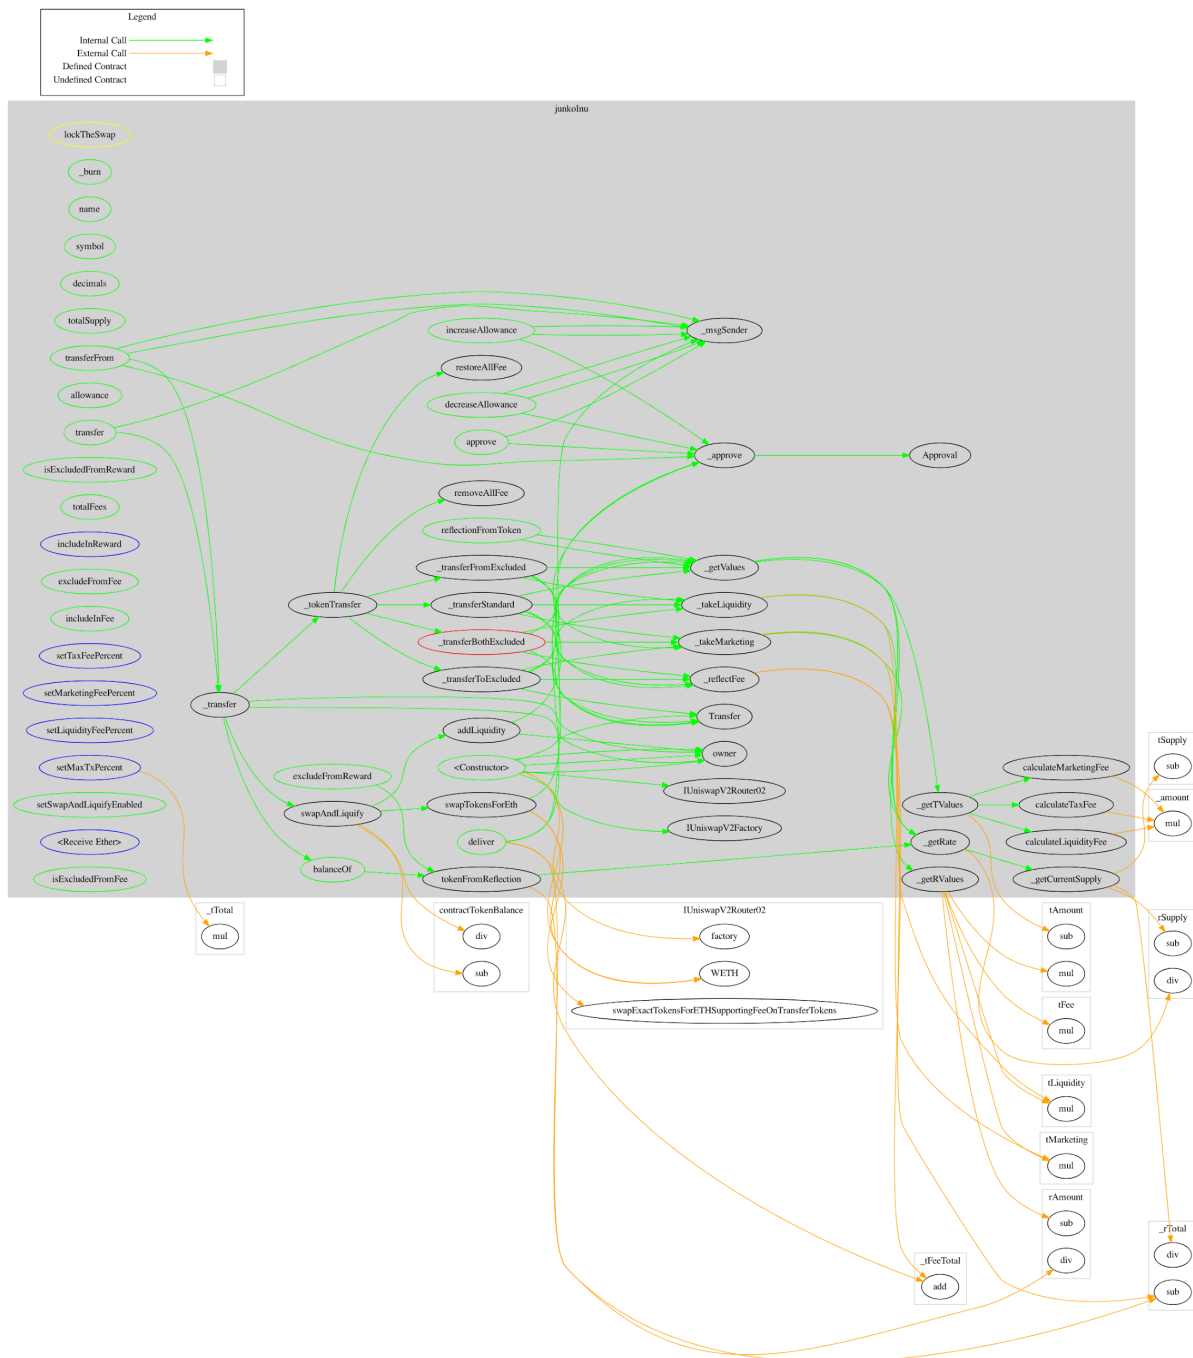 Legend
Internal Call
External Call
Defined Contract
Undefined Contract
junkoInu
lockTheSwap
_burn
name
symbol
decimals
totalSupply
transferFrom
allowance
transfer
isExcludedFromReward
totalFees
includeInReward
excludeFromFee
includeInFee
setTaxFeePercent
setMarketingFeePercent
setLiquidityFeePercent
setMaxTxPercent
setSwapAndLiquifyEnabled
<Receive Ether>
isExcludedFromFee
_transfer
_tokenTransfer
excludeFromReward
swapAndLiquify
balanceOf
increaseAllowance
restoreAllFee
decreaseAllowance
approve
removeAllFee
reflectionFromToken
_transferFromExcluded
_transferStandard
_transferBothExcluded
_transferToExcluded
addLiquidity
<Constructor>
swapTokensForEth
deliver
tokenFromReflection
_msgSender
_approve
_getValues
_takeLiquidity
_takeMarketing
_reflectFee
Transfer
owner
IUniswapV2Router02
IUniswapV2Factory
Approval
_getTValues
_getRate
_getRValues
calculateMarketingFee
calculateTaxFee
calculateLiquidityFee
_getCurrentSupply
tSupply
sub
_amount
mul
_tTotal
mul
contractTokenBalance
div
sub
IUniswapV2Router02
factory
WETH
swapExactTokensForETHSupportingFeeOnTransferTokens
tAmount
sub
mul
rSupply
sub
div
tFee
mul
tLiquidity
mul
tMarketing
mul
rAmount
sub
div
_tFeeTotal
add
_rTotal
div
sub